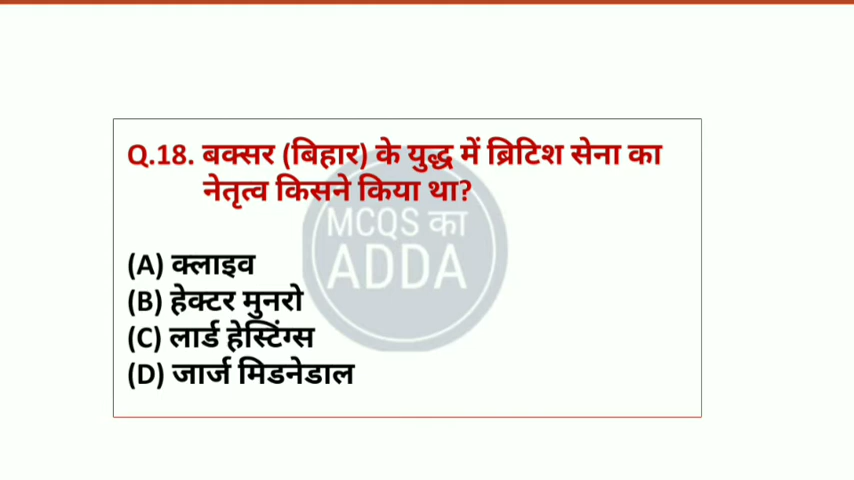 Q.18. बक्सर (बिहार) के युद्ध में ब्रिटिश सेना का
नेतृत्व किसने किया था?
MCQS का
ADDA
(A) क्लाइव
(B) हेक्टर मुनरो
(C) लार्ड हेस्टिंग्स
(D) जार्ज मिडनेडाल